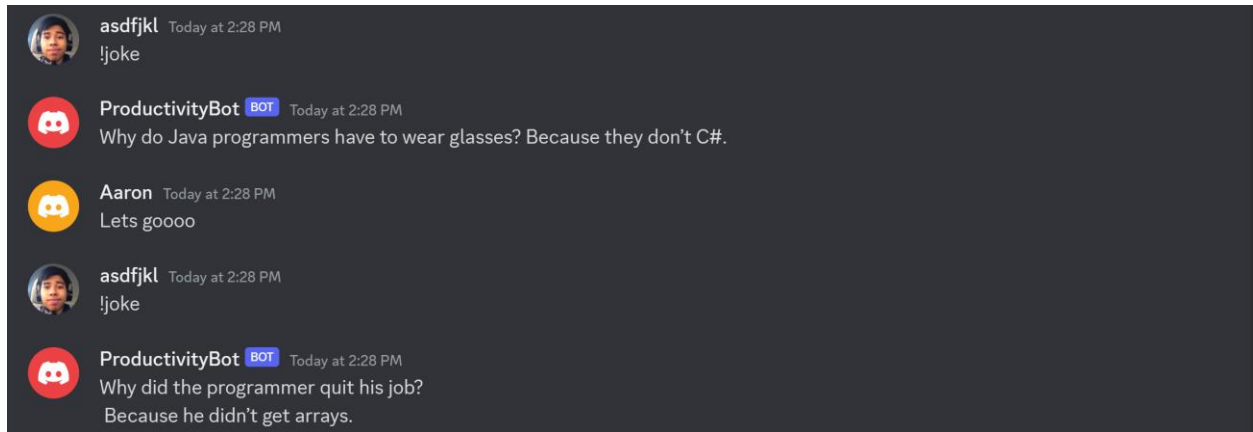 asdfjkl Today at 2:28 PM
!joke
ProductivityBot BOT Today at 2:28 PM
Why do Java programmers have to wear glasses? Because they don’t C#.
Aaron Today at 2:28 PM
Lets goooo
asdfjkl Today at 2:28 PM
!joke
ProductivityBot BOT Today at 2:28 PM
Why did the programmer quit his job?
Because he didn’t get arrays.